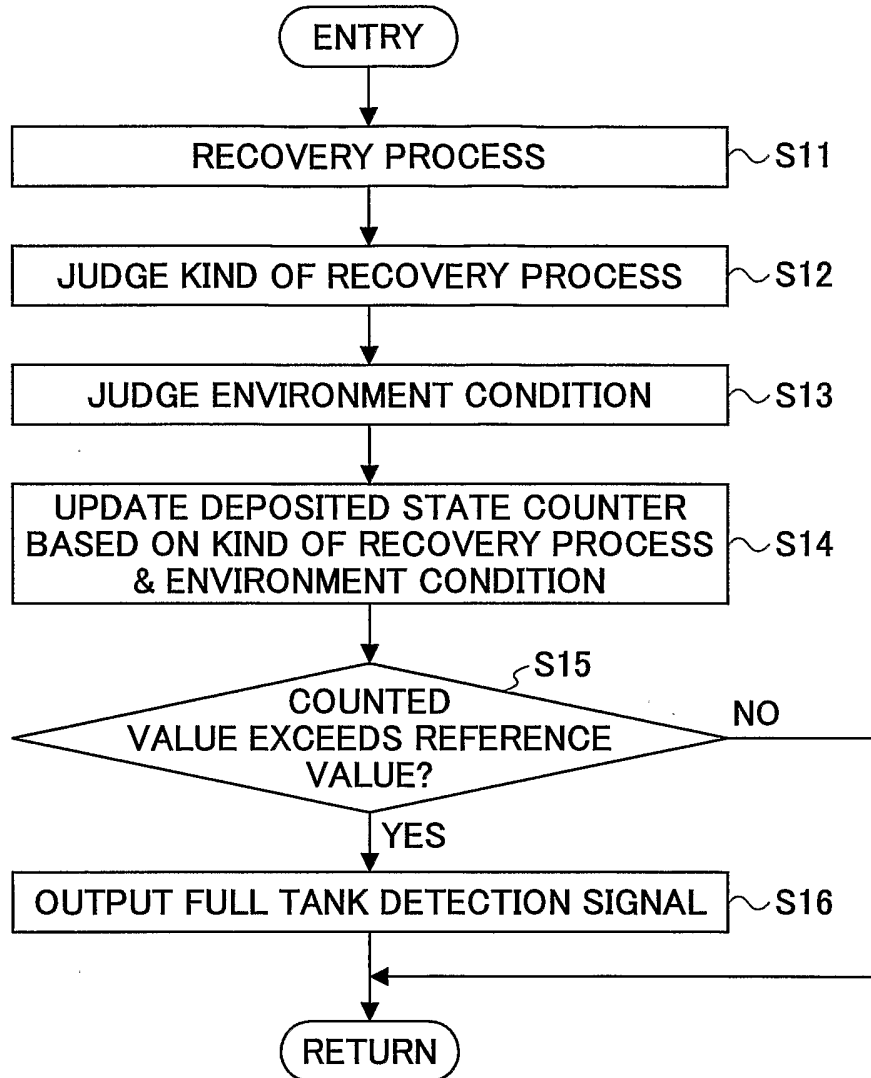 ENTRY
RECOVERY PROCESS
S11
JUDGE KIND OF RECOVERY PROCESS
S12
JUDGE ENVIRONMENT CONDITION
S13
UPDATE DEPOSITED STATE COUNTER
BASED ON KIND OF RECOVERY PROCESS
& ENVIRONMENT CONDITION
S14
S15
COUNTED
VALUE EXCEEDS REFERENCE
VALUE?
NO
YES
OUTPUT FULL TANK DETECTION SIGNAL
S16
RETURN